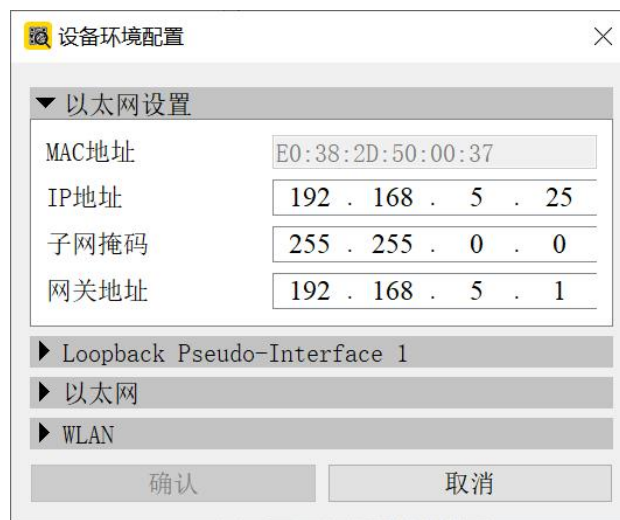 设备环境配置
以太网设置
MAC地址 E0:38:2D:50:00:37
IP地址 192 . 168 . 5 . 25
子网掩码 255 . 255 . 0 . 0
网关地址 192 . 168 . 5 . 1
Loopback Pseudo-Interface 1
以太网
WLAN
确认 取消